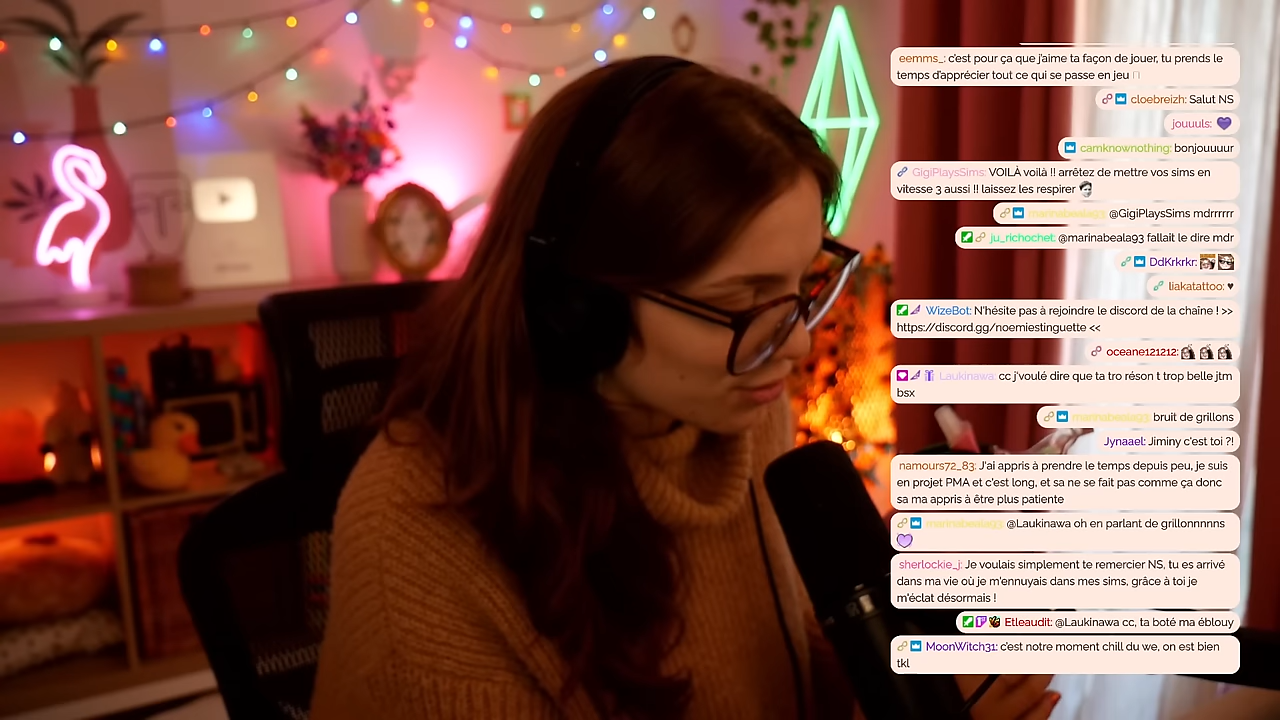 eemms_: c'est pour ça que j'aime ta façon de jouer, tu prends le
temps d'apprécier tout ce qui se passe en jeu
cloebreizh: Salut NS
jouuuls:
camknownothing: bonjouuuur
GigiPlaysSims: VOILÀ voilà !! arrêtez de mettre vos sims en
vitesse 3 aussi !! laissez les respirer
marinabeala93: @GigiPlaysSims mdrrrrrr
ju_richochet: @marinabeala93 fallait le dire mdr
DdKrkrkr:
liakatattoo: ♥
WizeBot: N'hésite pas à rejoindre le discord de la chaîne ! >>
https://discord.gg/noemiestinguette <<
oceane121212:
Laukinawa: cc j'voulé dire que ta tro réson t trop belle jtm
bsx
marinabeala93: bruit de grillons
Jynaael: Jiminy c'est toi ?!
namours72_83: J'ai appris à prendre le temps depuis peu, je suis
en projet PMA et c'est long, et sa ne se fait pas comme ça donc
sa ma appris à être plus patiente
marinabeala93: @Laukinawa oh en parlant de grillonnnnns
sherlockie_j: Je voulais simplement te remercier NS, tu es arrivé
dans ma vie où je m'ennuyais dans mes sims, grâce à toi je
m'éclat désormais !
Etleaudit: @Laukinawa cc, ta boté ma éblouy
MoonWitch31: c'est notre moment chill du we, on est bien
tkl